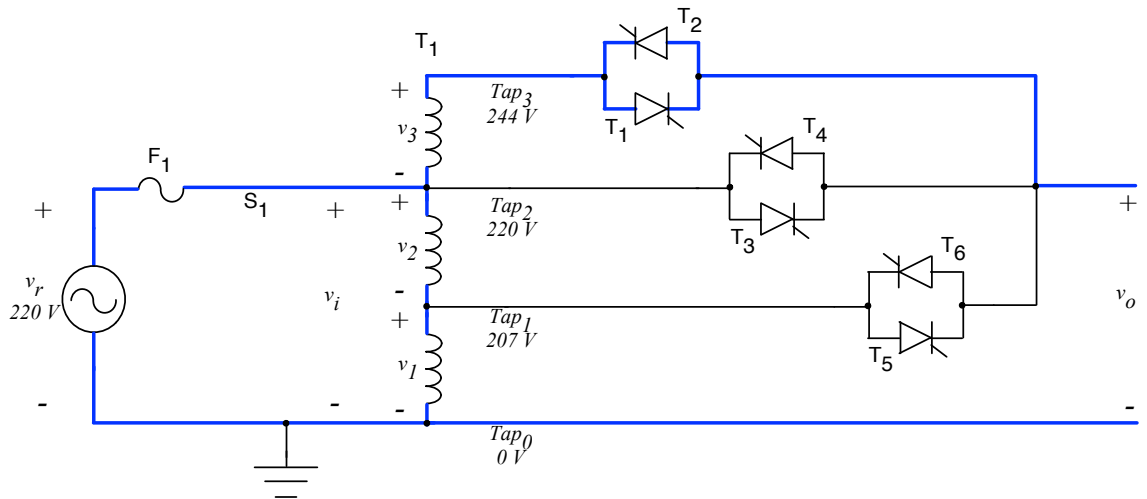 T1
T2
+
Tap3
244 V
T1
v3
T4
F1
-
S1
+
+
+
Tap2
220 V
T3
+
v2
T6
vr
220 V
vi
-
+
Tap1
207 V
vo
v1
T5
-
-
-
-
Tap0
0 V